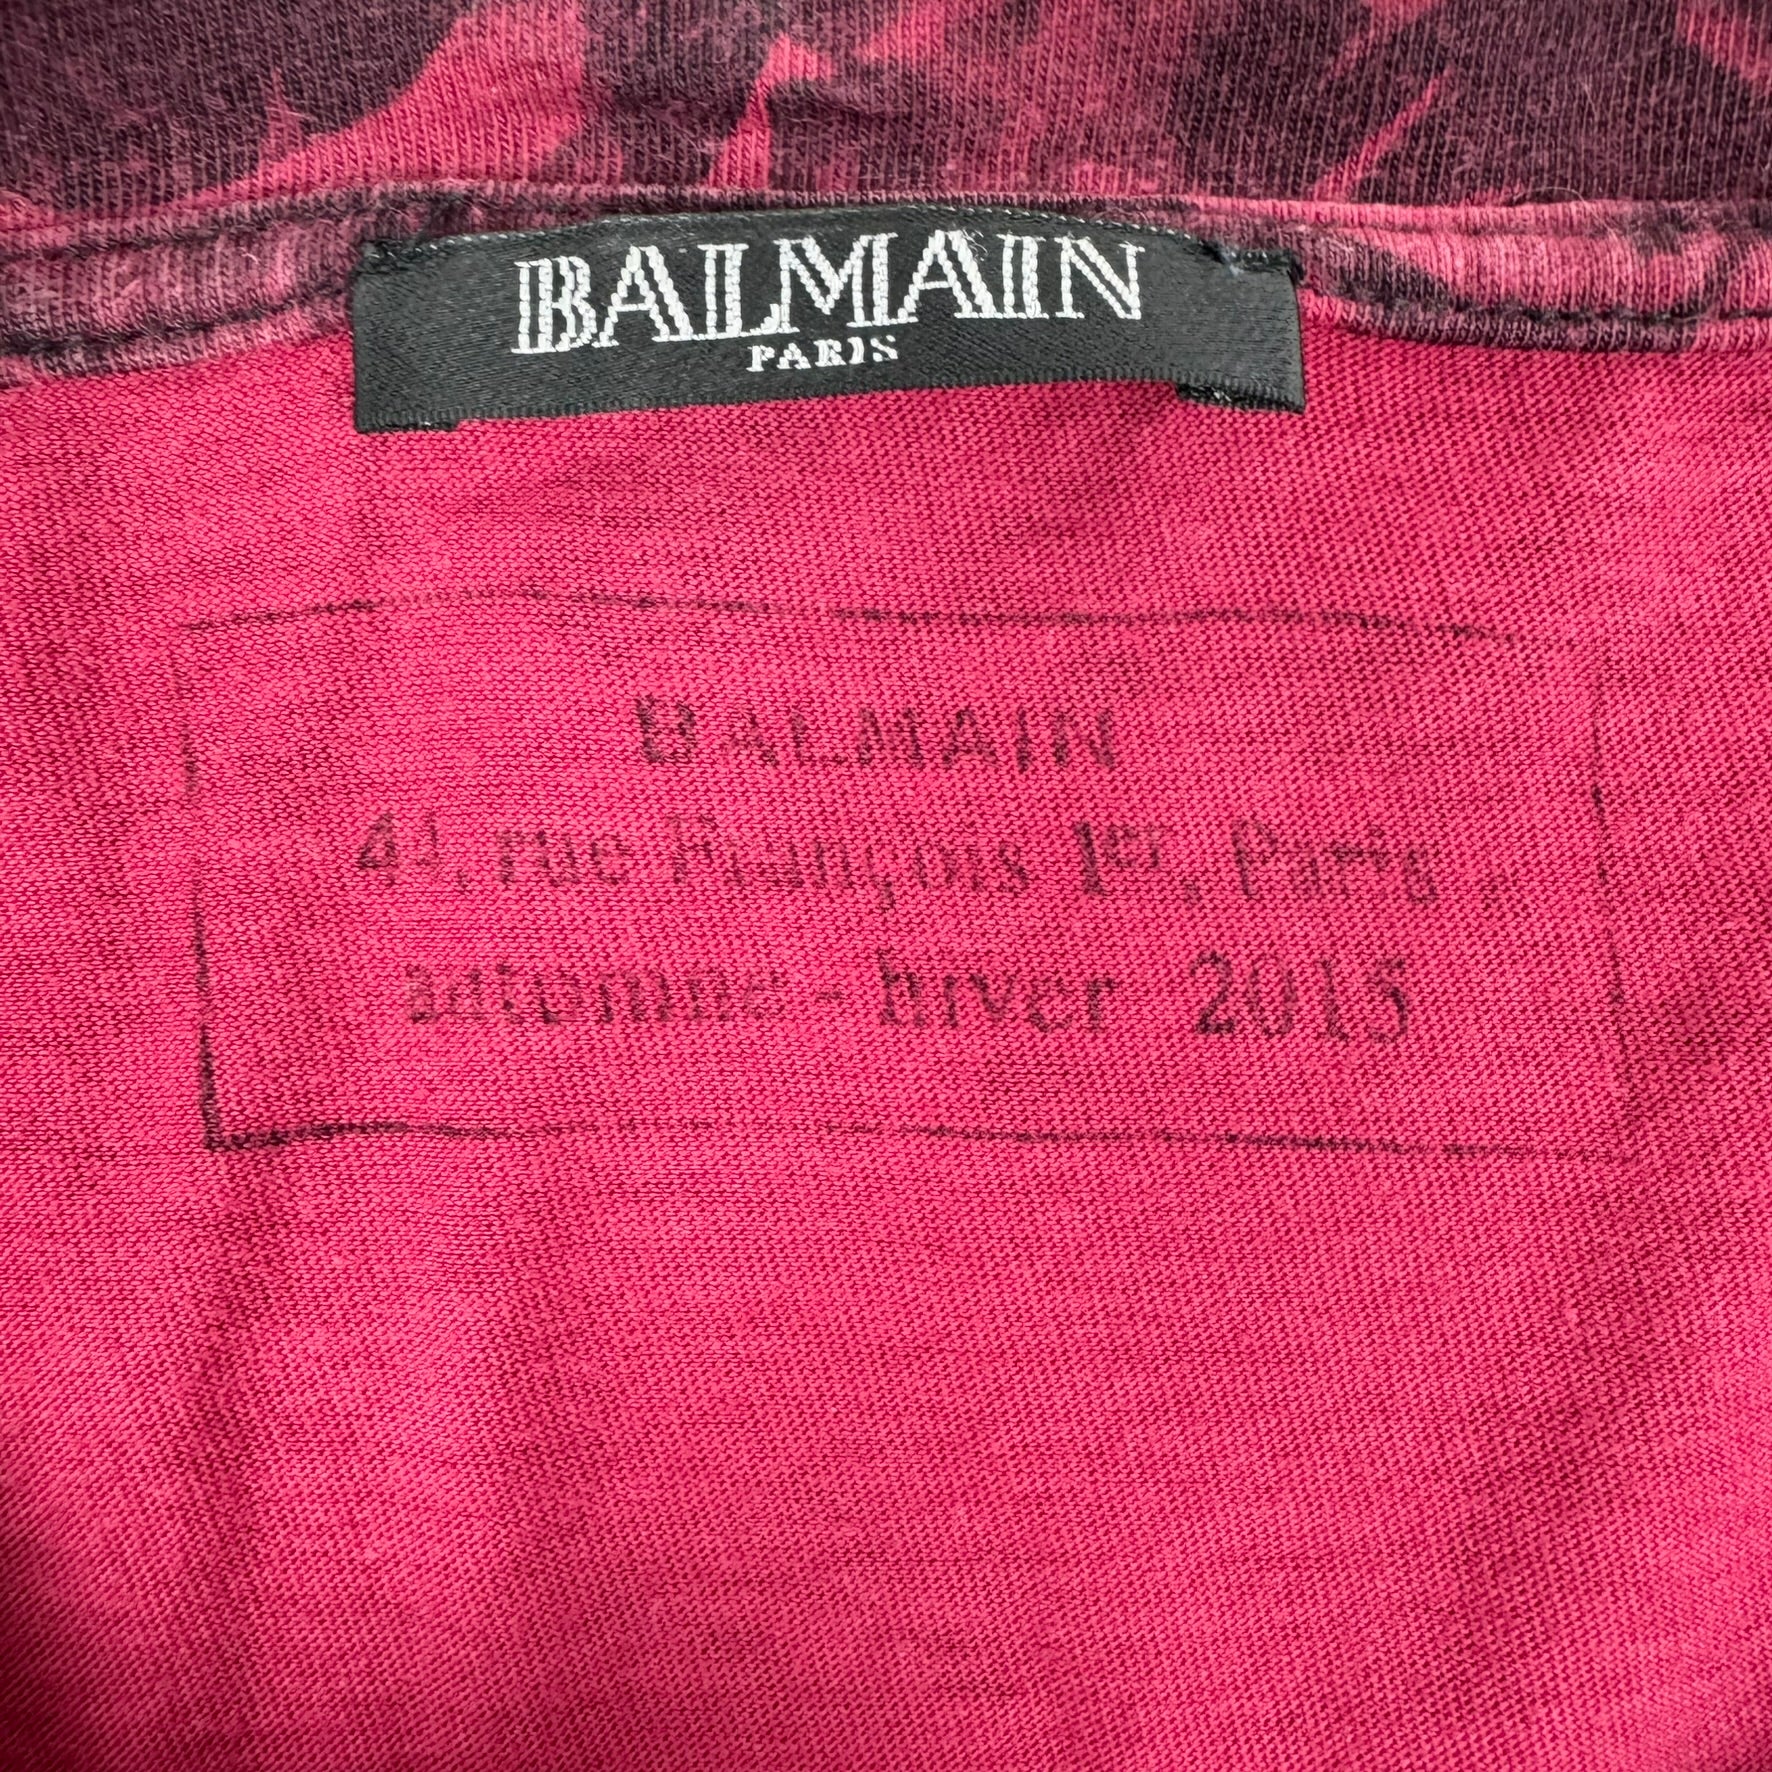 BALMAIN
PARIS
BALMAIN
44, rue François 1er, Paris
automne - hiver 2015